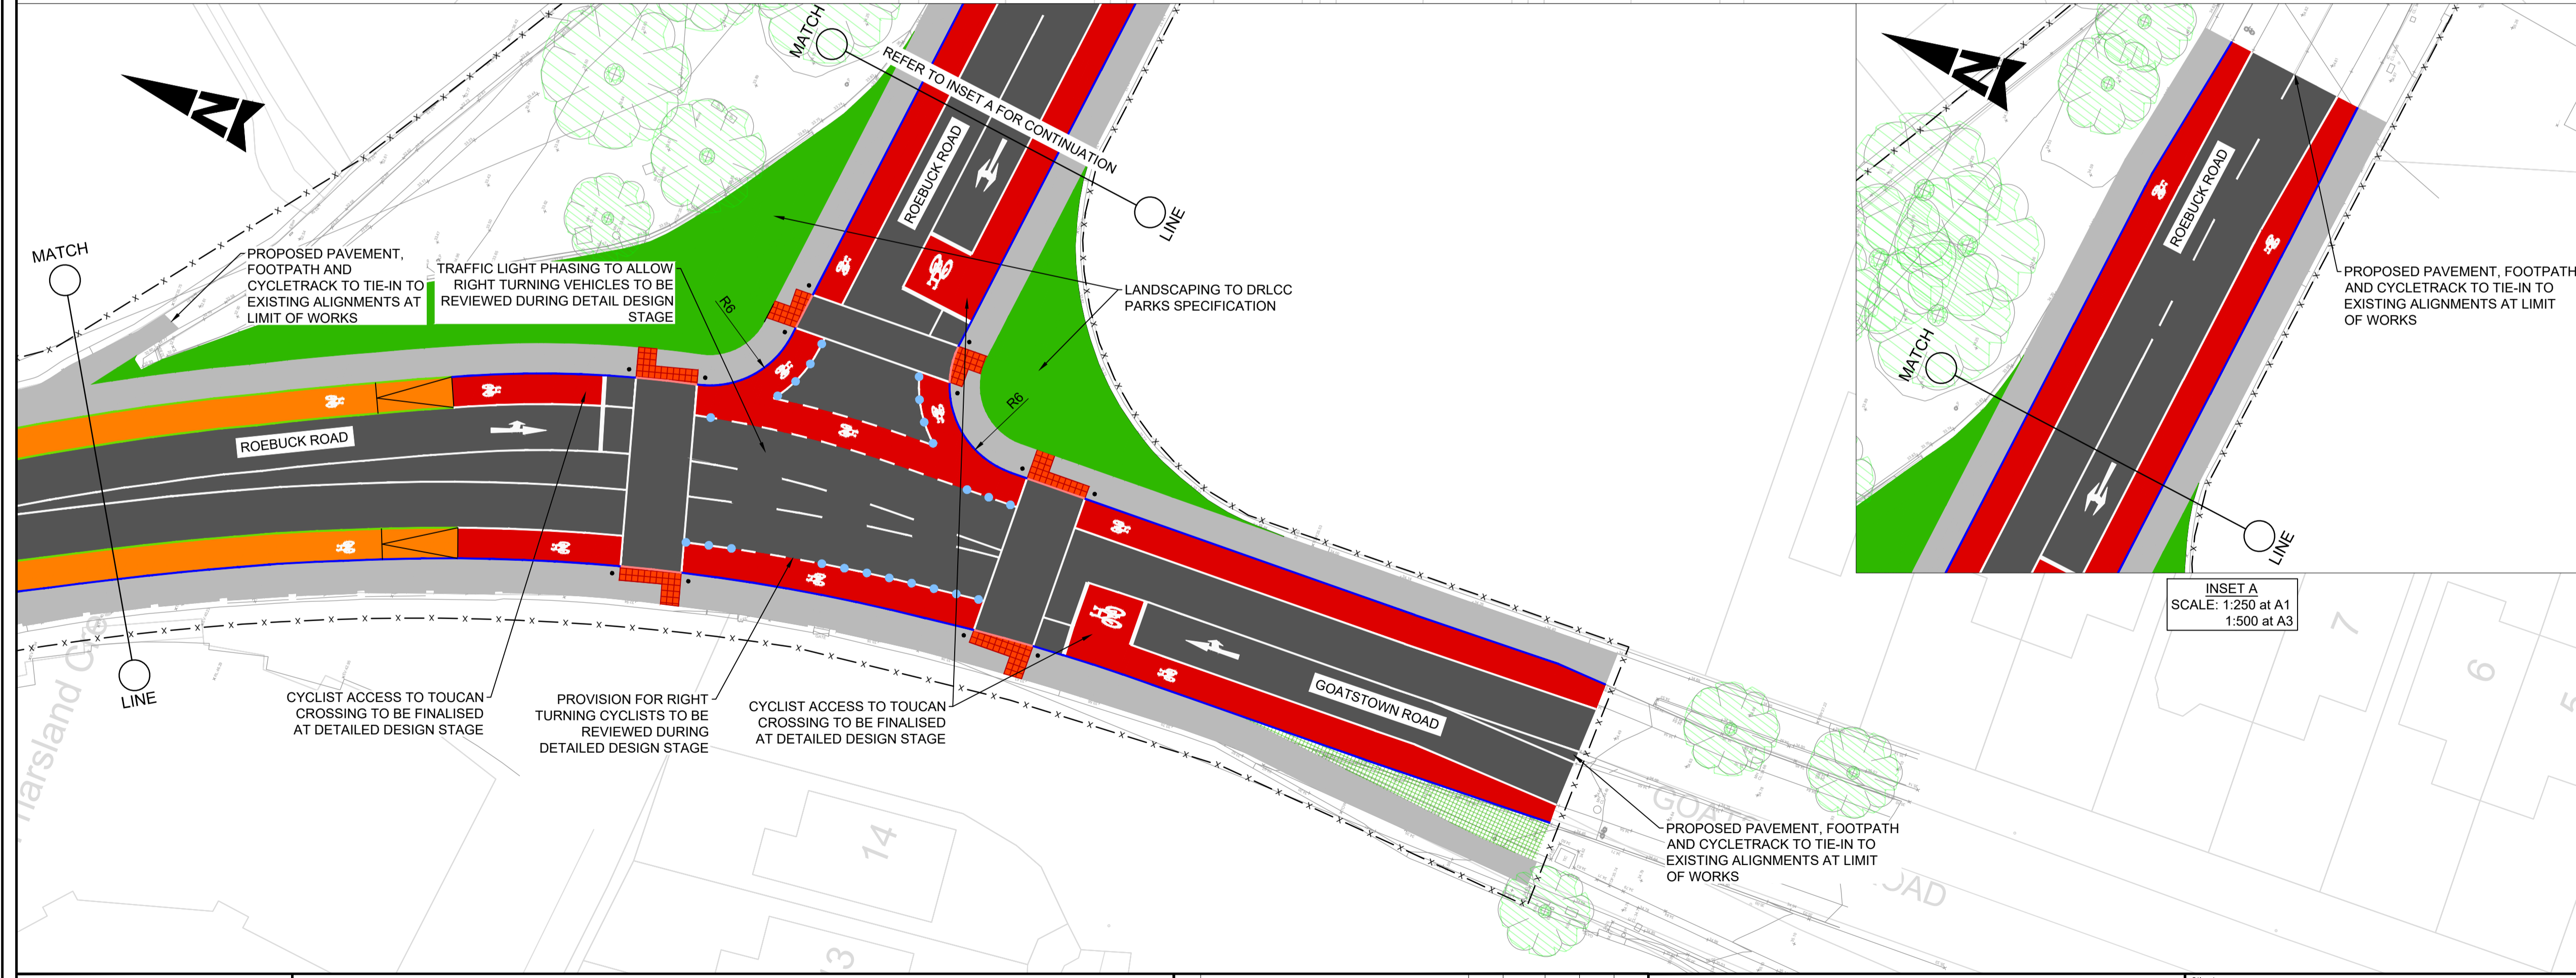 MATCH
LINE
REFER TO INSET A FOR CONTINUATION
ROEBUCK ROAD
N
MATCH
LINE
PROPOSED PAVEMENT,
FOOTPATH AND
CYCLETRACK TO TIE-IN TO
EXISTING ALIGNMENTS AT
LIMIT OF WORKS
TRAFFIC LIGHT PHASING TO ALLOW
RIGHT TURNING VEHICLES TO BE
REVIEWED DURING DETAIL DESIGN
STAGE
R6
LANDSCAPING TO DRLCC
PARKS SPECIFICATION
R6
ROEBUCK ROAD
GOATSTOWN ROAD
CYCLIST ACCESS TO TOUCAN
CROSSING TO BE FINALISED
AT DETAILED DESIGN STAGE
PROVISION FOR RIGHT
TURNING CYCLISTS TO BE
REVIEWED DURING
DETAILED DESIGN STAGE
CYCLIST ACCESS TO TOUCAN
CROSSING TO BE FINALISED
AT DETAILED DESIGN STAGE
PROPOSED PAVEMENT, FOOTPATH
AND CYCLETRACK TO TIE-IN TO
EXISTING ALIGNMENTS AT LIMIT
OF WORKS
14
7
6
N
ROEBUCK ROAD
MATCH
LINE
PROPOSED PAVEMENT, FOOTPATH
AND CYCLETRACK TO TIE-IN TO
EXISTING ALIGNMENTS AT LIMIT
OF WORKS
INSET A
SCALE: 1:250 at A1
1:500 at A3